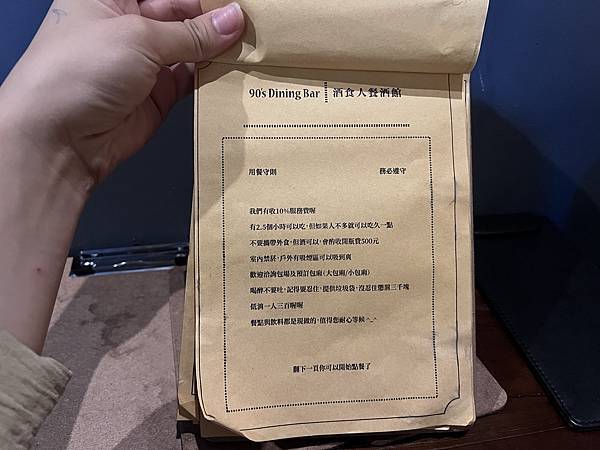 90's Dining Bar 酒食人餐酒館
用餐守則 務必遵守
我們有收10%服務費喔
有2.5個小時可以吃,但如果人不多就可以吃久一點
不要攜帶外食,但酒可以,會酌收開瓶費500元
室內禁菸,戶外有吸煙區可以吸到爽
歡迎洽詢包場及預訂包廂(大包廂/小包廂)
喝醉不要吐,記得要忍住,提供垃圾袋,沒忍住懲罰三千塊
低消一人三百喔喔
餐點與飲料都是現做的,值得您耐心等候 ^_^
翻下一頁你可以開始點餐了